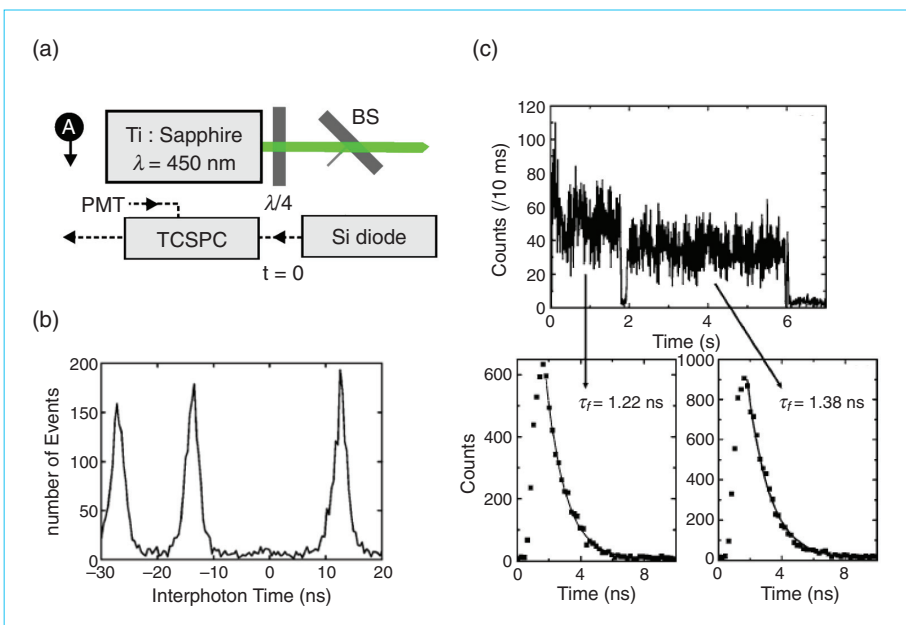 (a)
A
Ti : Sapphire
λ = 450 nm
BS
λ/4
PMT
TCSPC
Si diode
t = 0
(b)
number of Events
200
150
100
50
0
–30 –20 –10 0 10 20
Interphoton Time (ns)
(c)
Counts (/10 ms)
120
110
100
80
60
40
20
0
0 2 4 6
Time (s)
Counts
600
400
200
0
τf = 1.22 ns
0 4 8
Time (ns)
1000
800
600
400
200
0
τf = 1.38 ns
0 4 8
Time (ns)